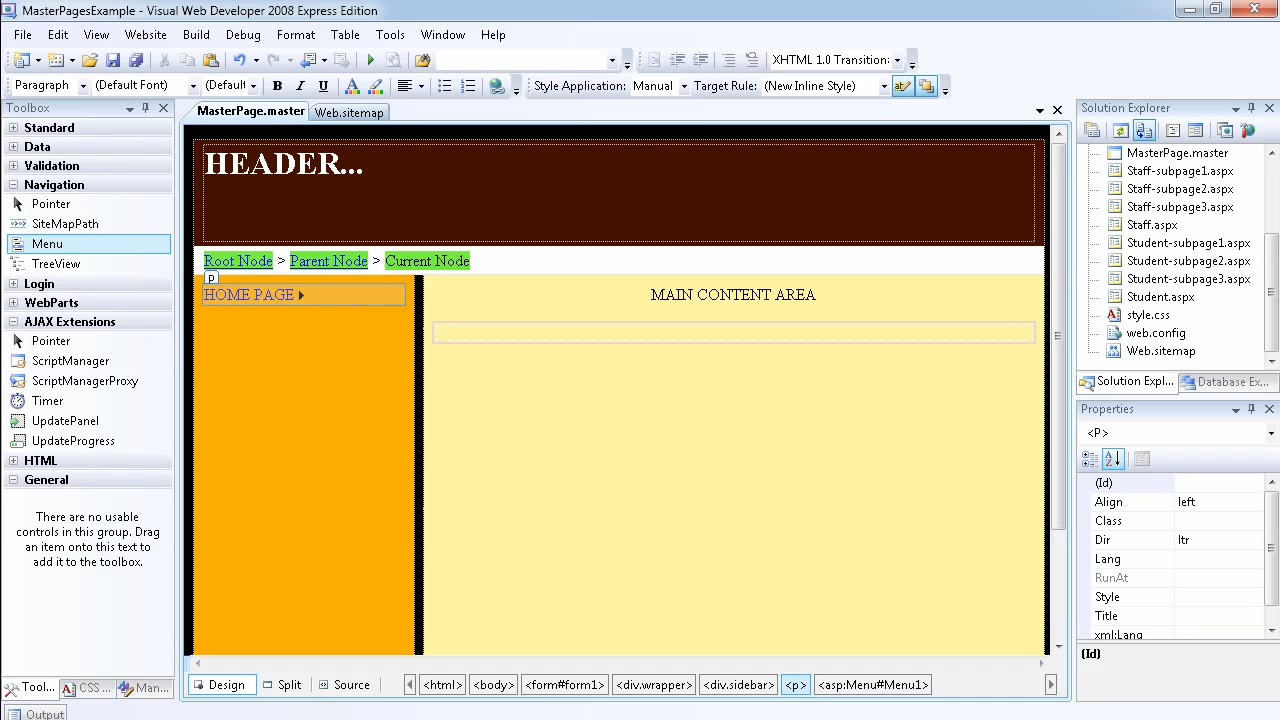 MasterPagesExample - Visual Web Developer 2008 Express Edition
File Edit View Website Build Debug Format Table Tools Window Help
XHTML 1.0 Transition:
Paragraph (Default Font) (Defaul B I U A Style Application: Manual Target Rule: (New Inline Style)
Toolbox
Standard
Data
Validation
Navigation
Pointer
SiteMapPath
Menu
TreeView
Login
WebParts
AJAX Extensions
Pointer
ScriptManager
ScriptManagerProxy
Timer
UpdatePanel
UpdateProgress
HTML
General
There are no usable
controls in this group. Drag
an item onto this text to
add it to the toolbox.
Tool... CSS ... Man...
Output
MasterPage.master Web.sitemap
HEADER...
Root Node > Parent Node > Current Node
p
HOME PAGE
MAIN CONTENT AREA
Design Split Source <html> <body> <form#form1> <div.wrapper> <div.sidebar> <p> <asp:Menu#Menu1>
Solution Explorer
MasterPage.master
Staff-subpage1.aspx
Staff-subpage2.aspx
Staff-subpage3.aspx
Staff.aspx
Student-subpage1.aspx
Student-subpage2.aspx
Student-subpage3.aspx
Student.aspx
style.css
web.config
Web.sitemap
Solution Expl... Database Ex...
Properties
<P>
(Id)
Align left
Class
Dir ltr
Lang
RunAt
Style
Title
xml:Lang
(Id)